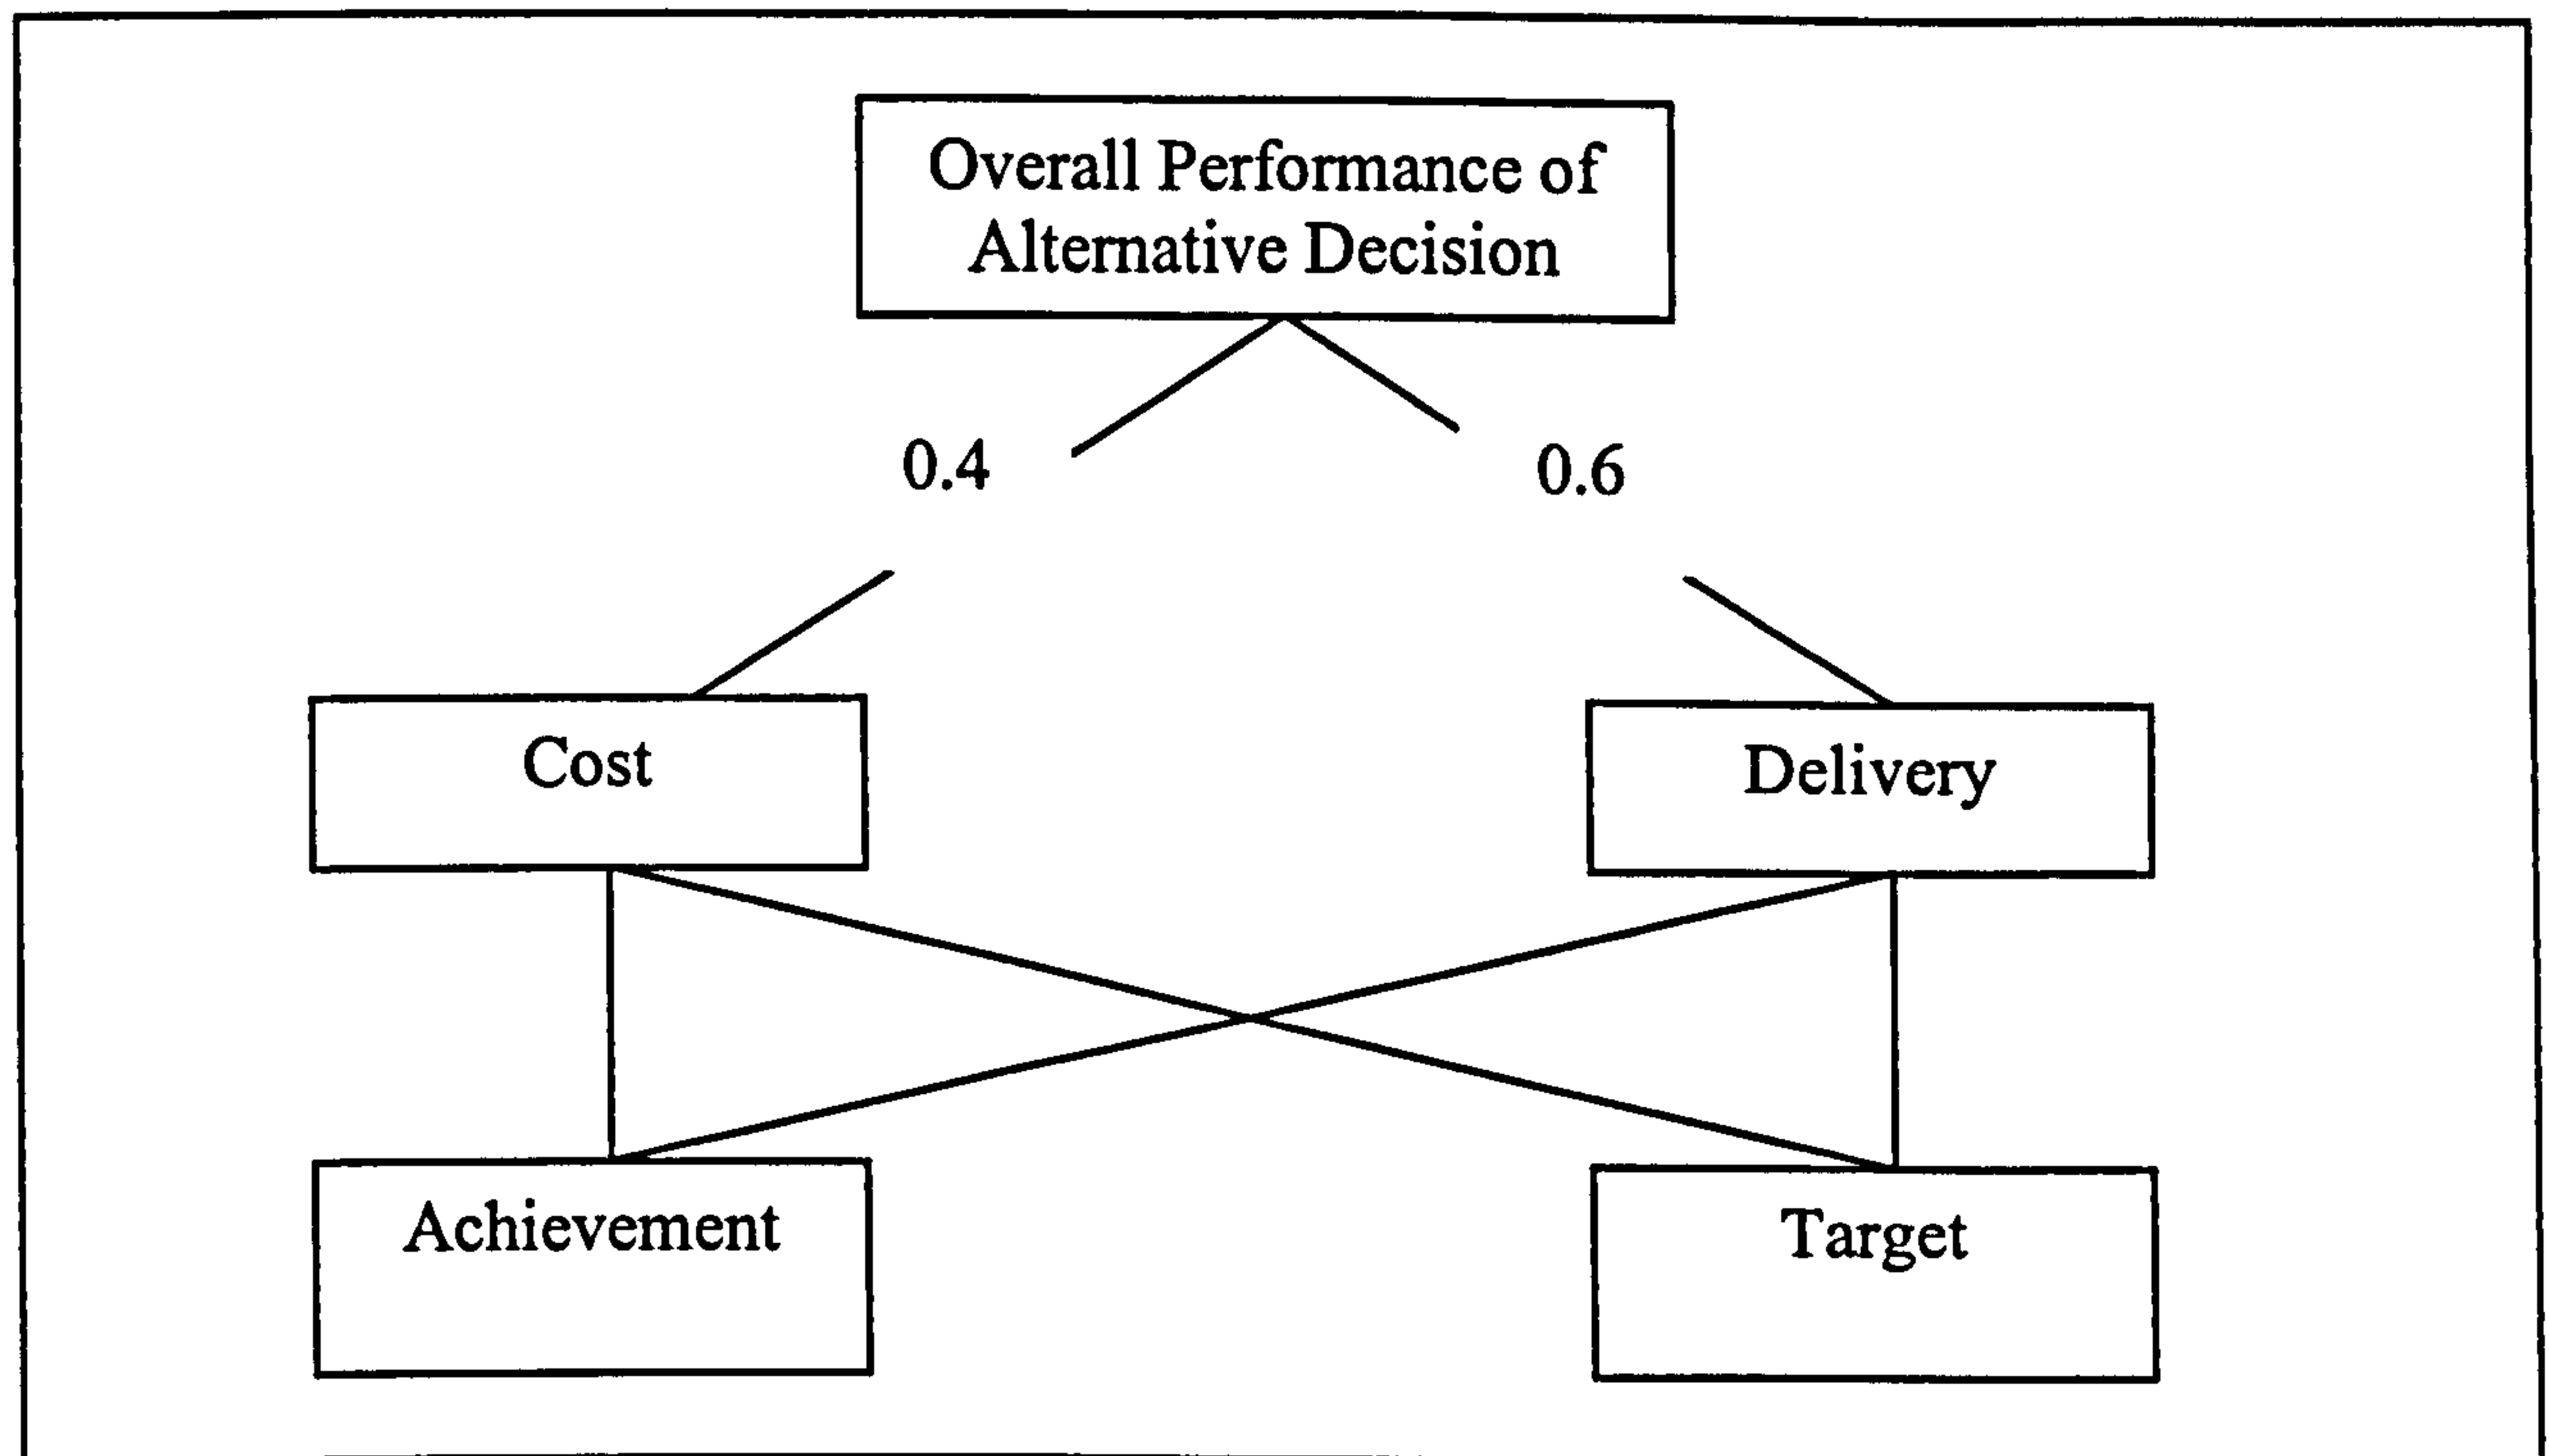 Overall Performance of
Alternative Decision
0.4
0.6
Cost
Delivery
Achievement
Target